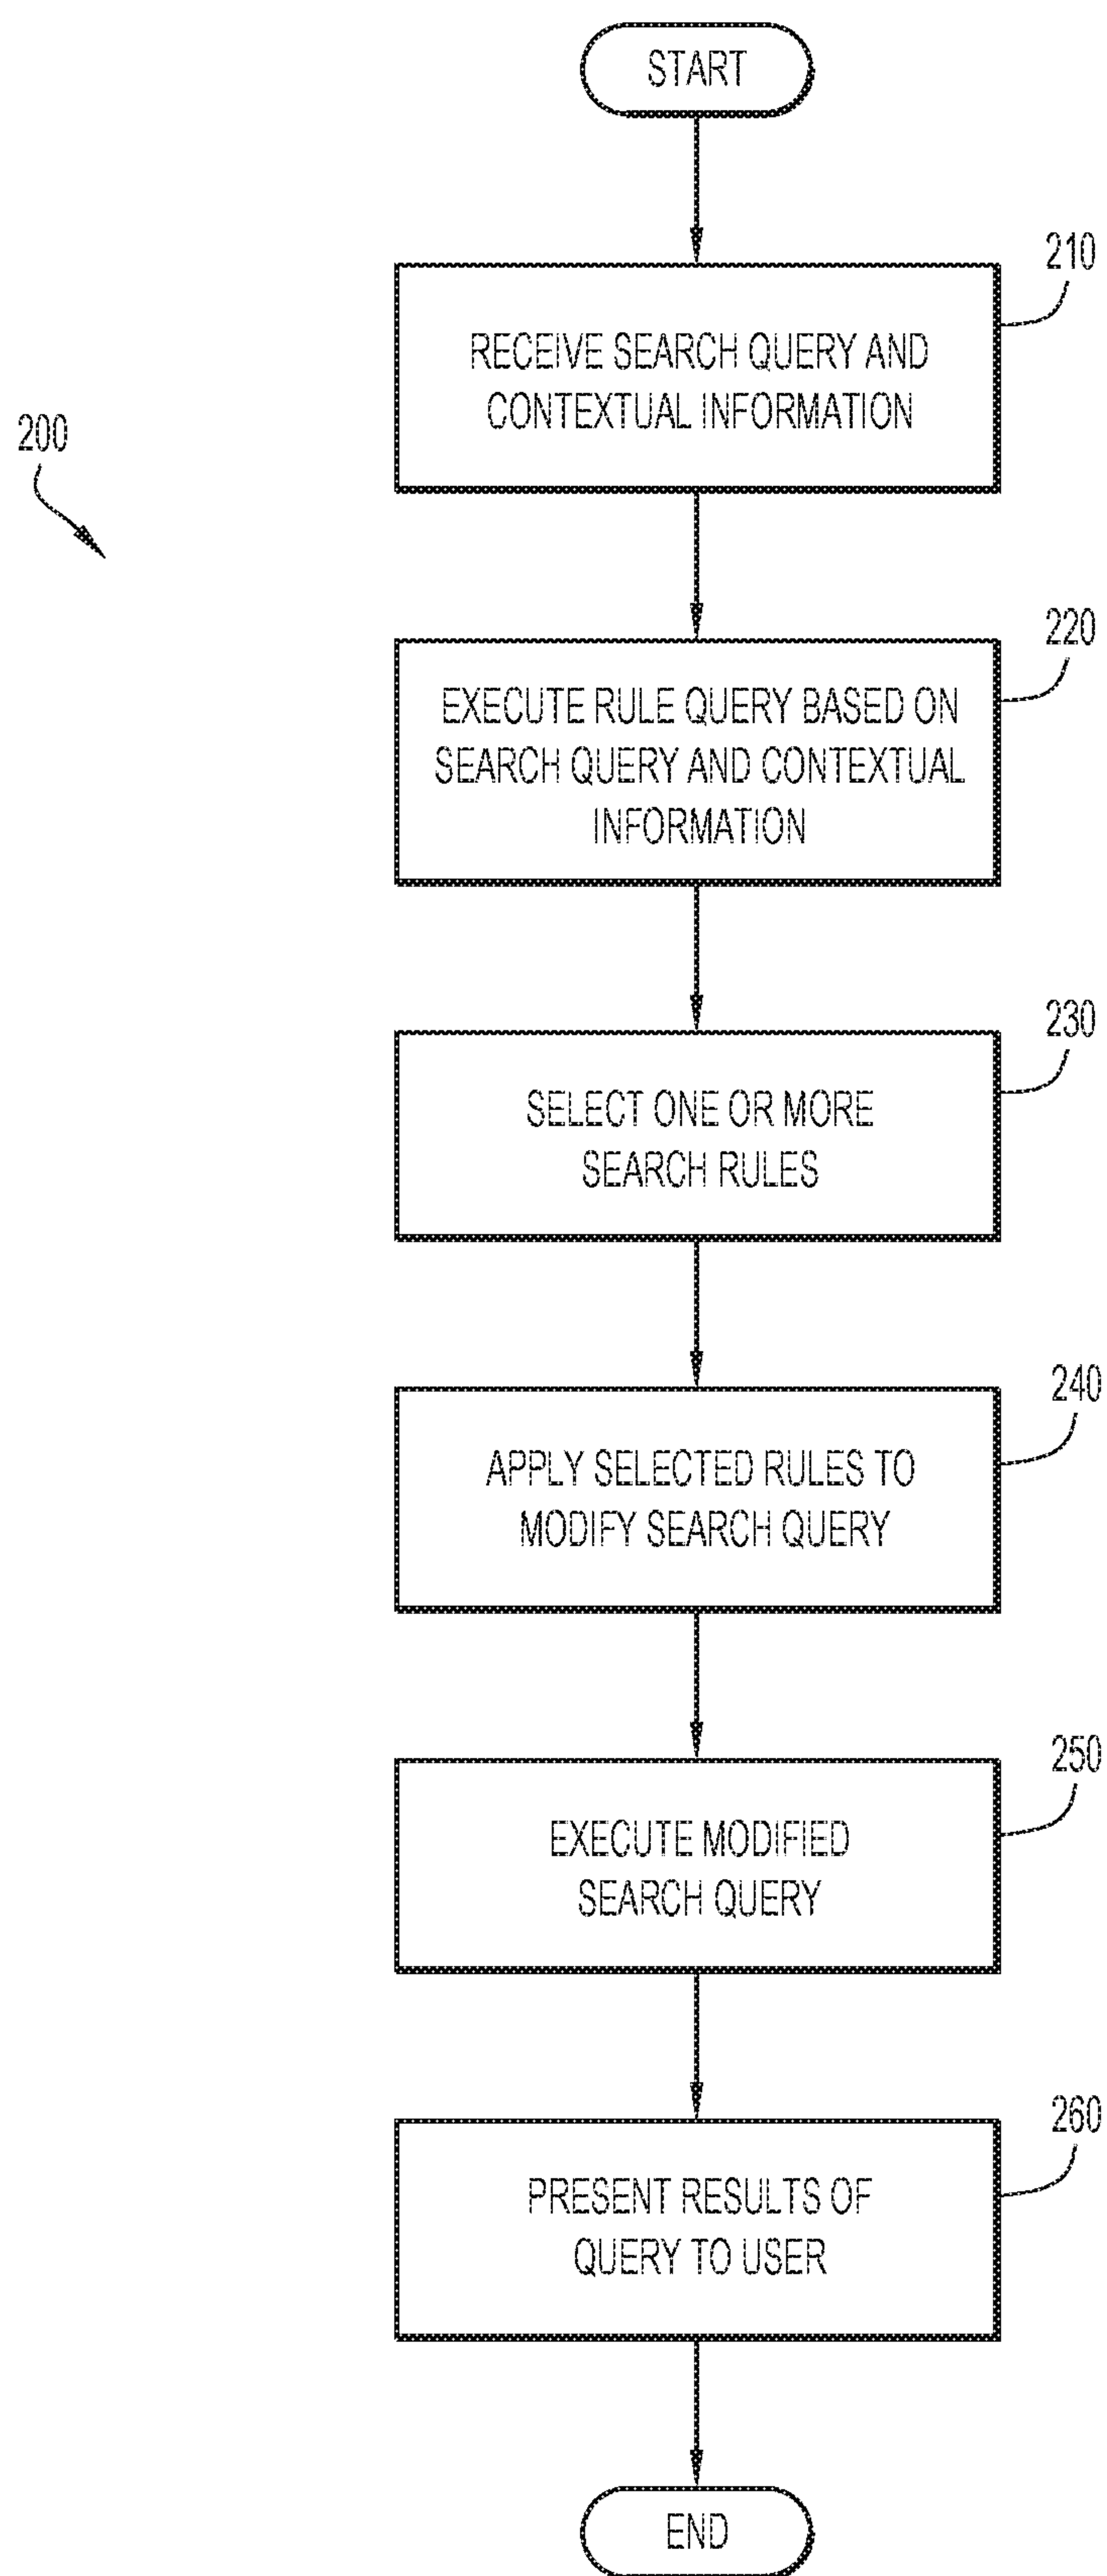 START
210
RECEIVE SEARCH QUERY AND
CONTEXTUAL INFORMATION
200
220
EXECUTE RULE QUERY BASED ON
SEARCH QUERY AND CONTEXTUAL
INFORMATION
230
SELECT ONE OR MORE
SEARCH RULES
240
APPLY SELECTED RULES TO
MODIFY SEARCH QUERY
250
EXECUTE MODIFIED
SEARCH QUERY
260
PRESENT RESULTS OF
QUERY TO USER
END